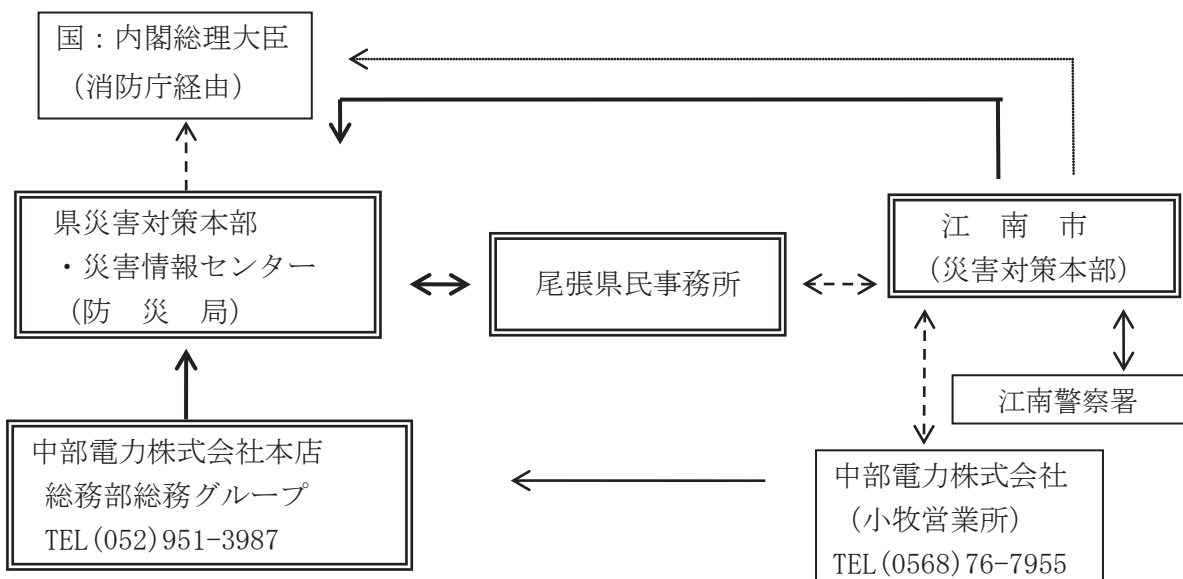 国：内閣総理大臣
（消防庁経由）
県災害対策本部
・災害情報センター
（防　災　局）
尾張県民事務所
江　南　市
（災害対策本部）
江南警察署
中部電力株式会社本店
総務部総務グループ
TEL(052)951-3987
中部電力株式会社
（小牧営業所）
TEL(0568)76-7955